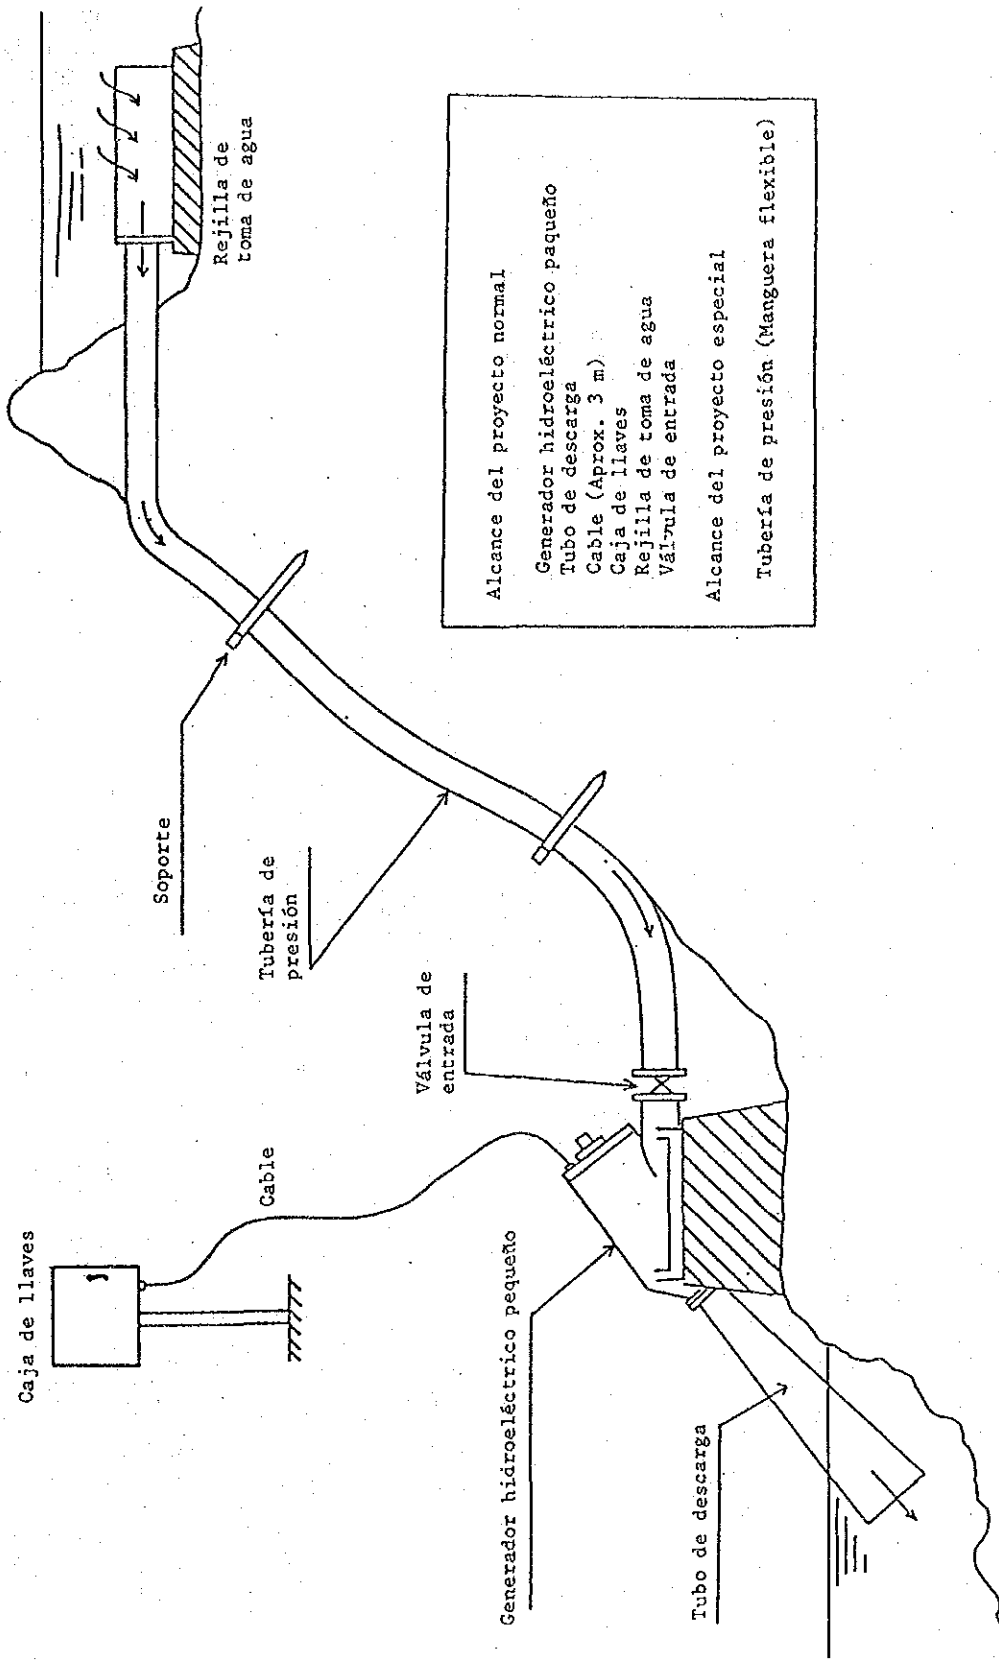 Caja de llaves
Cable
Soporte
Tubería de
presión
Válvula de
entrada
Rejilla de
toma de agua
Generador hidroeléctrico pequeño
Tubo de descarga
Alcance del proyecto normal
Generador hidroeléctrico paqueño
Tubo de descarga
Cable (Aprox. 3 m)
Caja de llaves
Rejilla de toma de agua
Válvula de entrada
Alcance del proyecto especial
Tubería de presión (Manguera flexible)